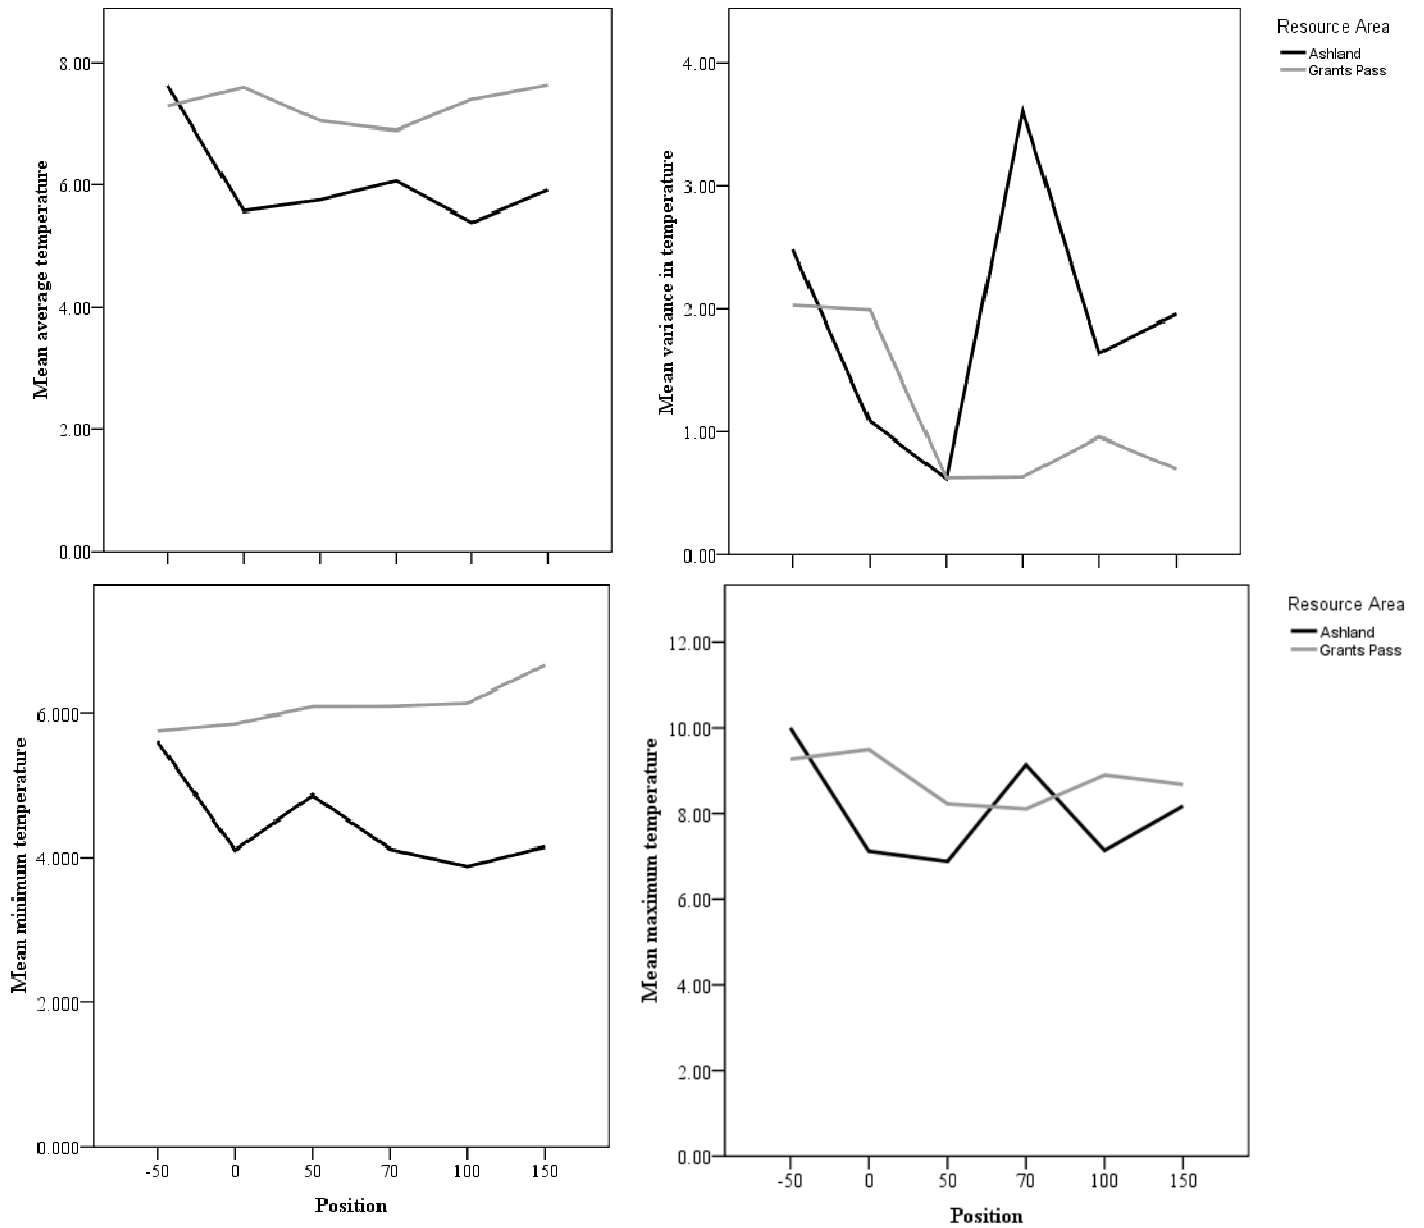 Resource Area
Ashland
Grants Pass
Mean average temperature
8.00
6.00
4.00
2.00
0.00
Mean variance in temperature
4.00
3.00
2.00
1.00
0.00
Resource Area
Ashland
Grants Pass
Mean minimum temperature
6.000
4.000
2.000
0.000
-50 0 50 70 100 150
Position
Mean maximum temperature
12.00
10.00
8.00
6.00
4.00
2.00
0.00
-50 0 50 70 100 150
Position